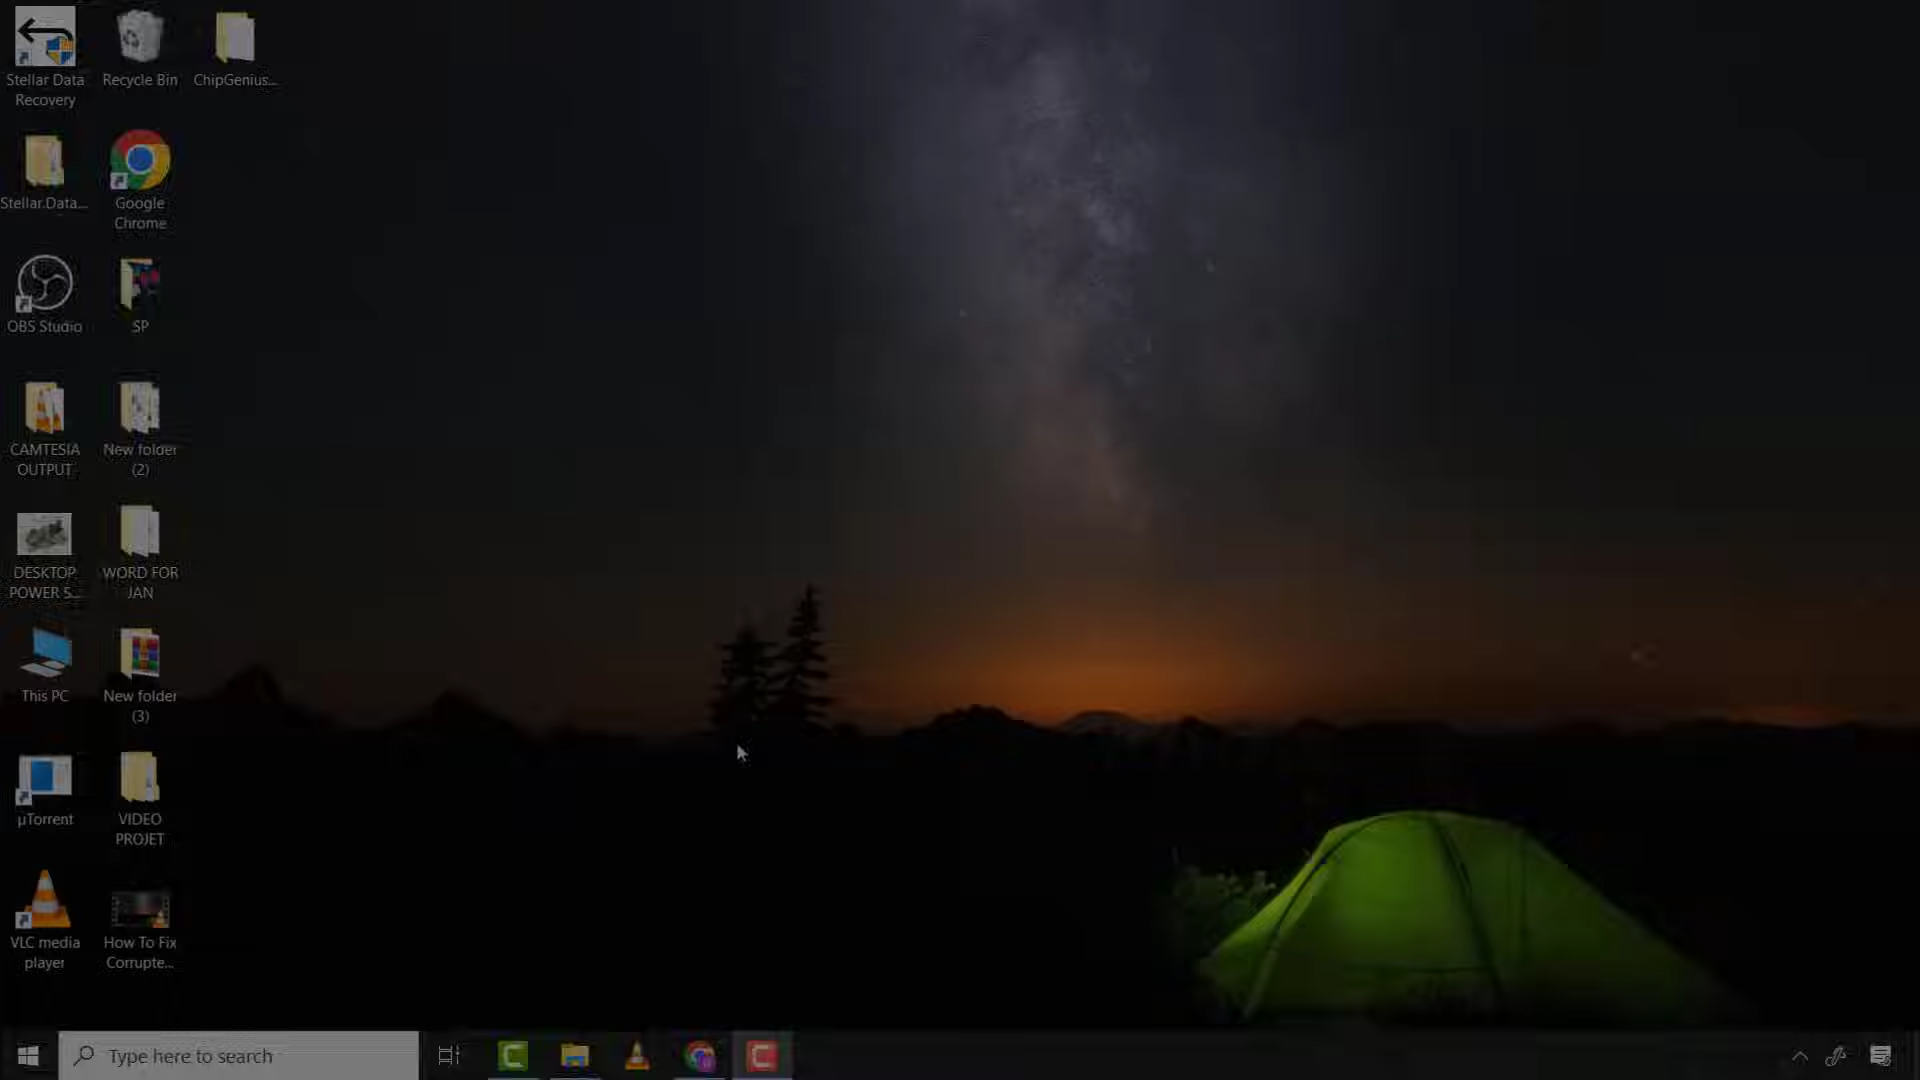 Stellar Data
Recovery
Recycle Bin
ChipGenius...
Stellar.Data...
Google
Chrome
OBS Studio
SP
CAMTESIA
OUTPUT
New folder
(2)
DESKTOP
POWER S...
WORD FOR
JAN
This PC
New folder
(3)
µTorrent
VIDEO
PROJET
VLC media
player
How To Fix
Corrupte...
Type here to search